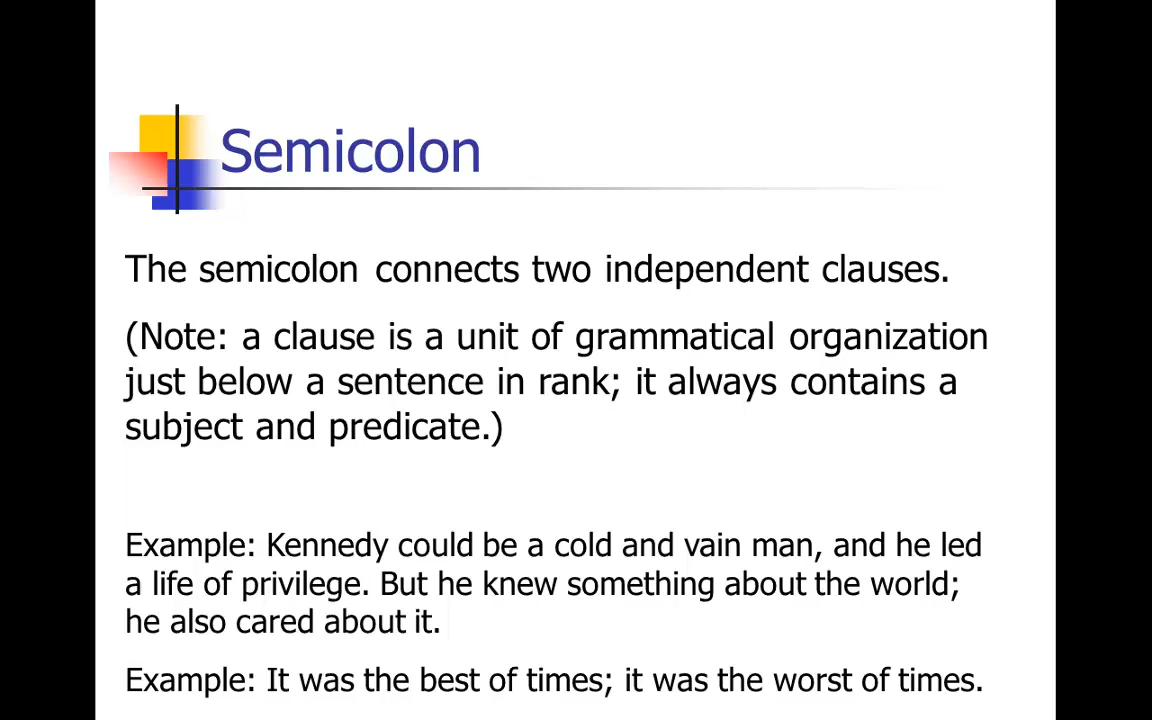 Semicolon
The semicolon connects two independent clauses.
(Note: a clause is a unit of grammatical organization
just below a sentence in rank; it always contains a
subject and predicate.)
Example: Kennedy could be a cold and vain man, and he led
a life of privilege. But he knew something about the world;
he also cared about it.
Example: It was the best of times; it was the worst of times.